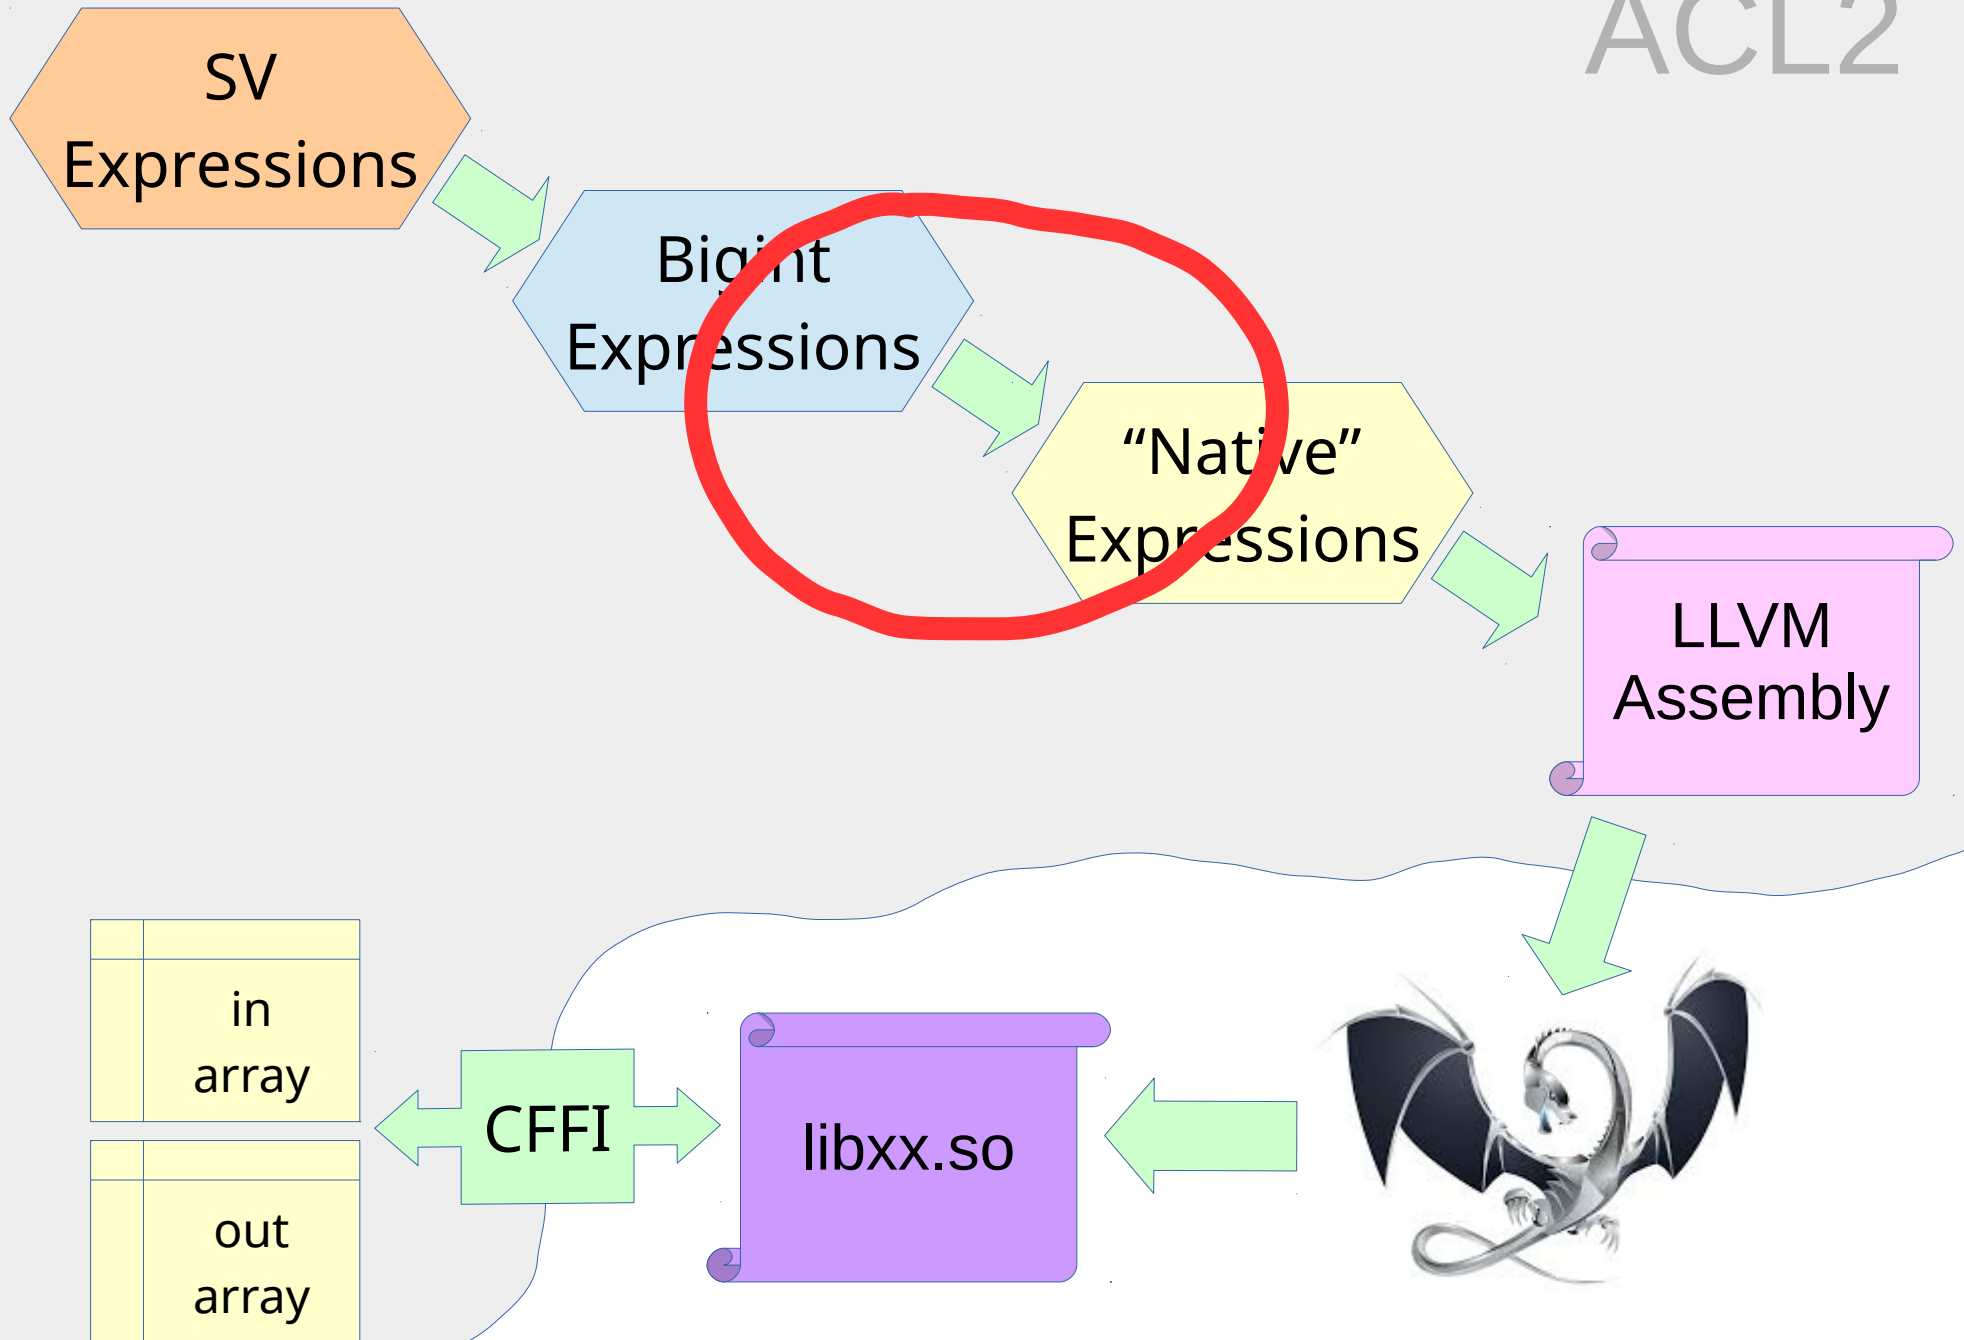 ACL2
SV
Expressions
Bigint
Expressions
“Native”
Expressions
LLVM
Assembly
in
array
CFFI
libxx.so
out
array